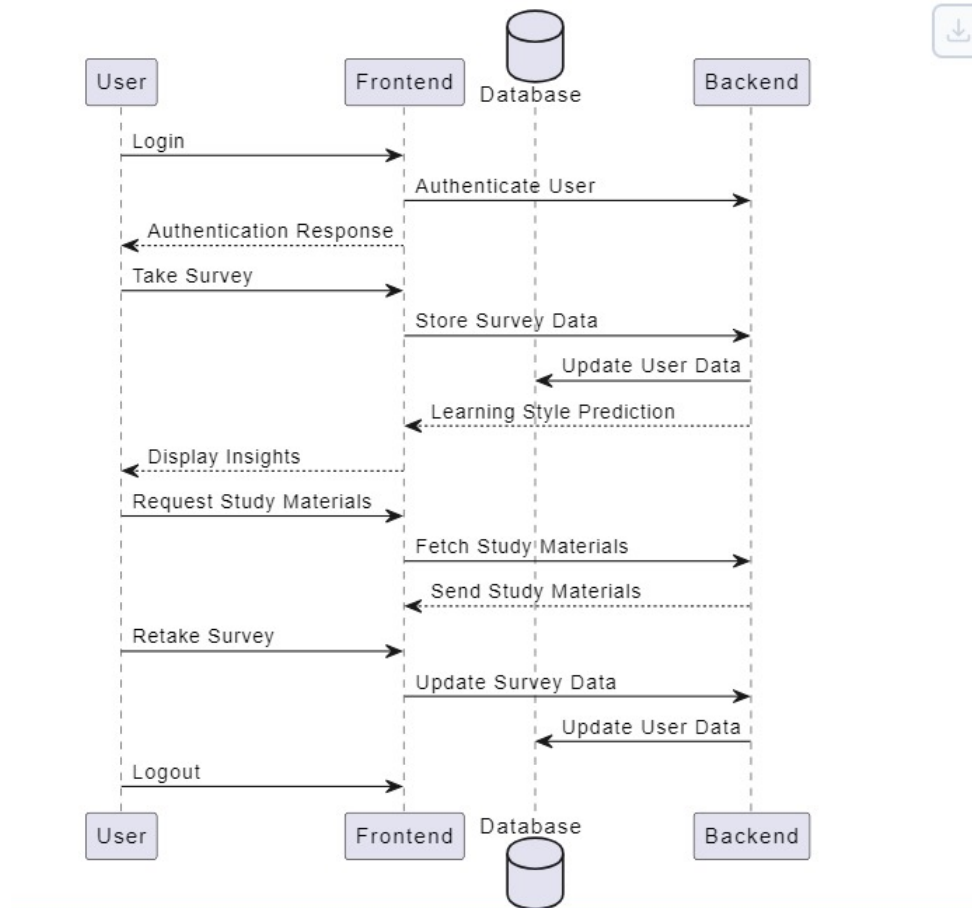 User
Frontend
Database
Backend
Login
Authenticate User
Authentication Response
Take Survey
Store Survey Data
Update User Data
Learning Style Prediction
Display Insights
Request Study Materials
Fetch Study Materials
Send Study Materials
Retake Survey
Update Survey Data
Update User Data
Logout
User
Frontend
Database
Backend